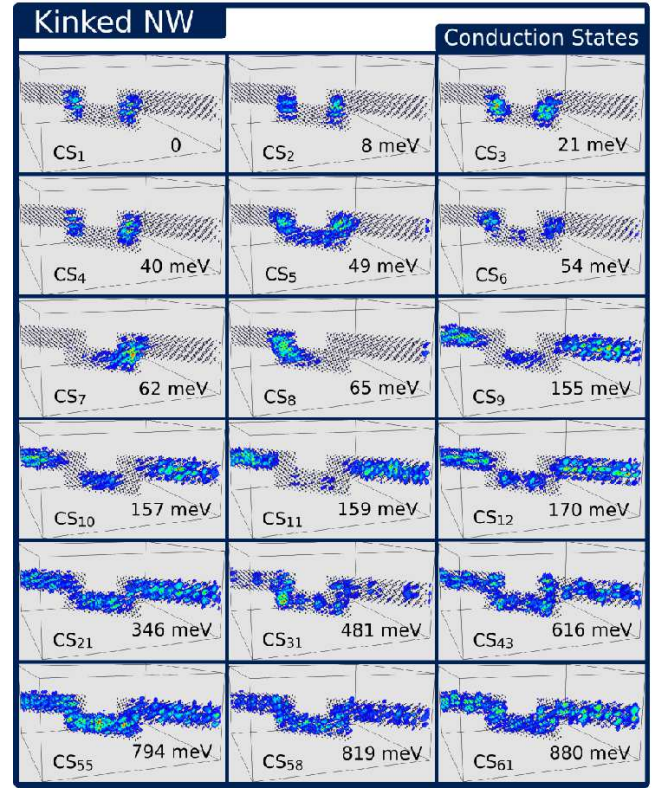 Kinked NW
Conduction States
CS₁ 0
CS₂ 8 meV
CS₃ 21 meV
CS₄ 40 meV
CS₅ 49 meV
CS₆ 54 meV
CS₇ 62 meV
CS₈ 65 meV
CS₉ 155 meV
CS₁₀ 157 meV
CS₁₁ 159 meV
CS₁₂ 170 meV
CS₂₁ 346 meV
CS₃₁ 481 meV
CS₄₃ 616 meV
CS₅₅ 794 meV
CS₅₈ 819 meV
CS₆₁ 880 meV